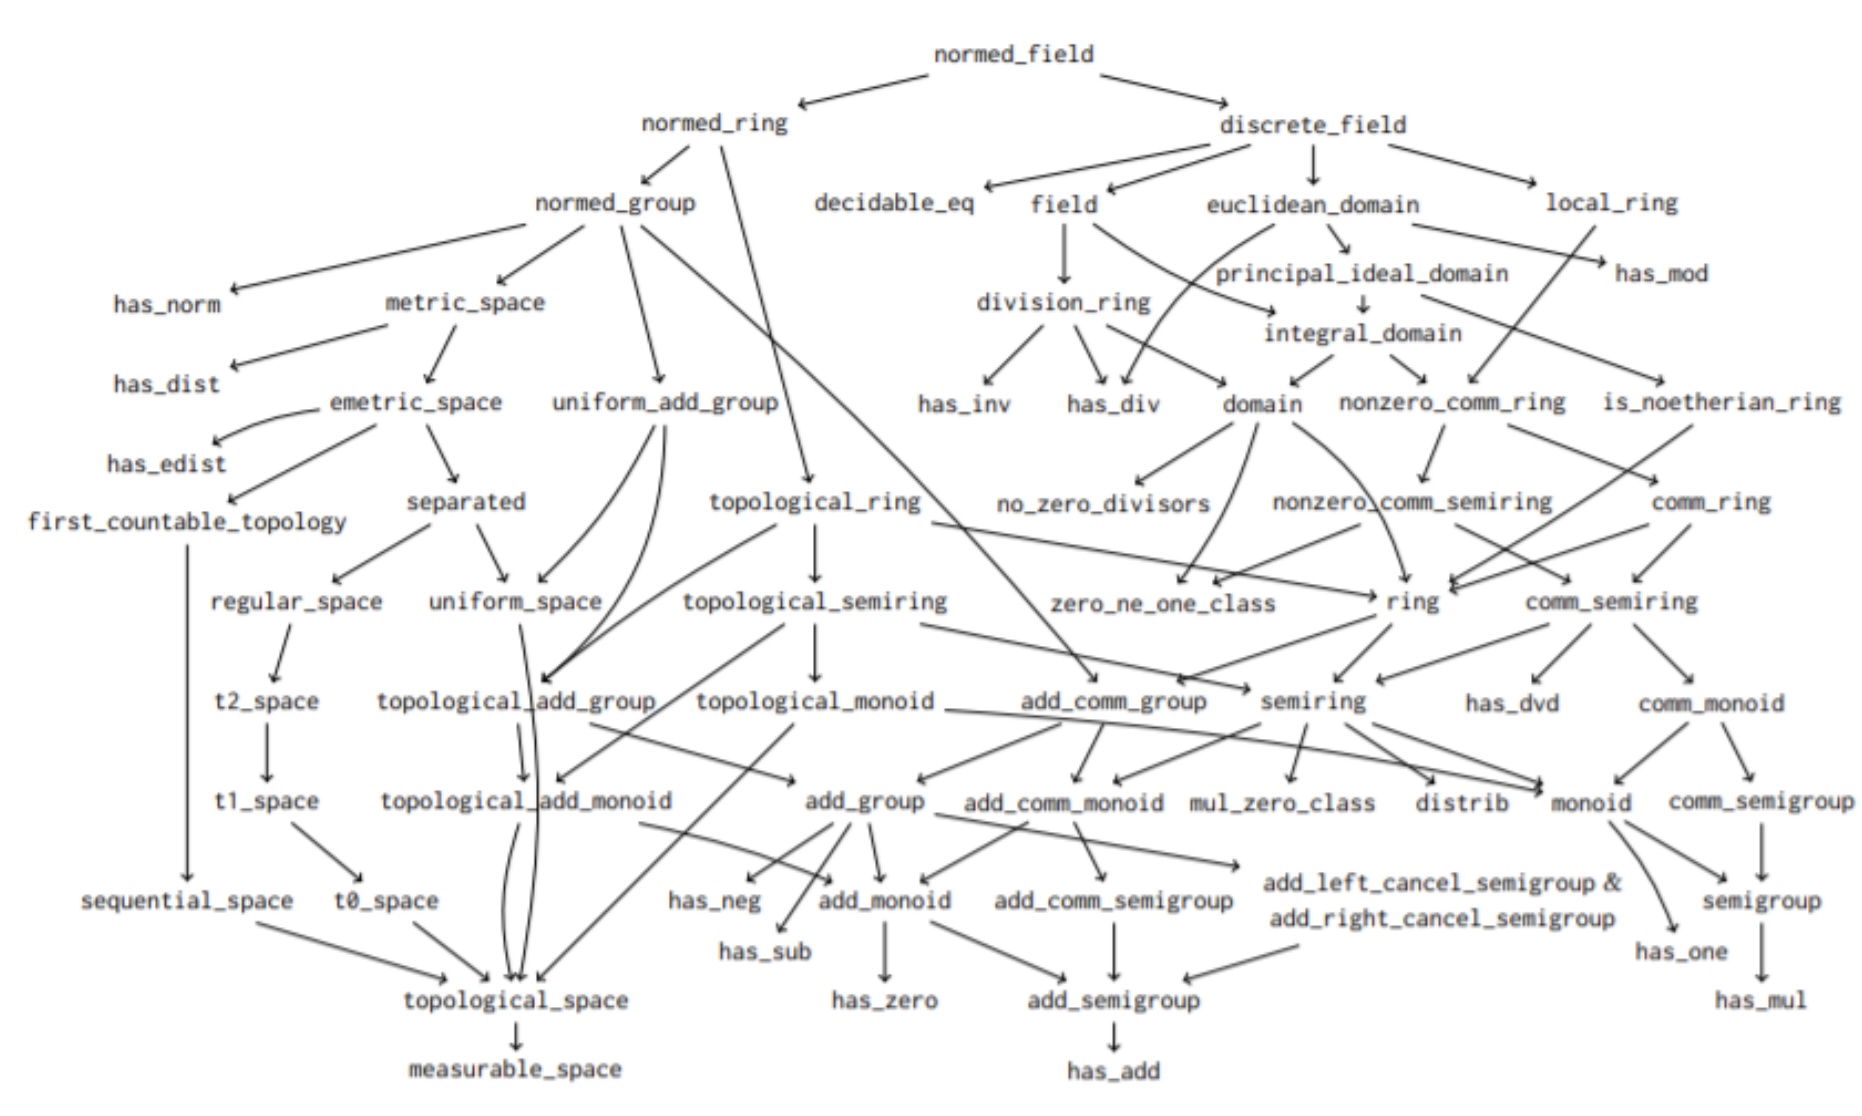 normed_field
normed_ring
discrete_field
normed_group
decidable_eq
field
euclidean_domain
local_ring
has_norm
metric_space
division_ring
principal_ideal_domain
has_mod
integral_domain
has_dist
emetric_space
uniform_add_group
has_inv
has_div
domain
nonzero_comm_ring
is_noetherian_ring
has_edist
first_countable_topology
separated
topological_ring
no_zero_divisors
nonzero_comm_semiring
comm_ring
regular_space
uniform_space
topological_semiring
zero_ne_one_class
ring
comm_semiring
t2_space
topological_add_group
topological_monoid
add_comm_group
semiring
has_dvd
comm_monoid
t1_space
topological_add_monoid
add_group
add_comm_monoid
mul_zero_class
distrib
monoid
comm_semigroup
sequential_space
t0_space
has_neg
add_monoid
add_comm_semigroup
add_left_cancel_semigroup &
add_right_cancel_semigroup
semigroup
has_sub
has_one
topological_space
has_zero
add_semigroup
has_mul
measurable_space
has_add